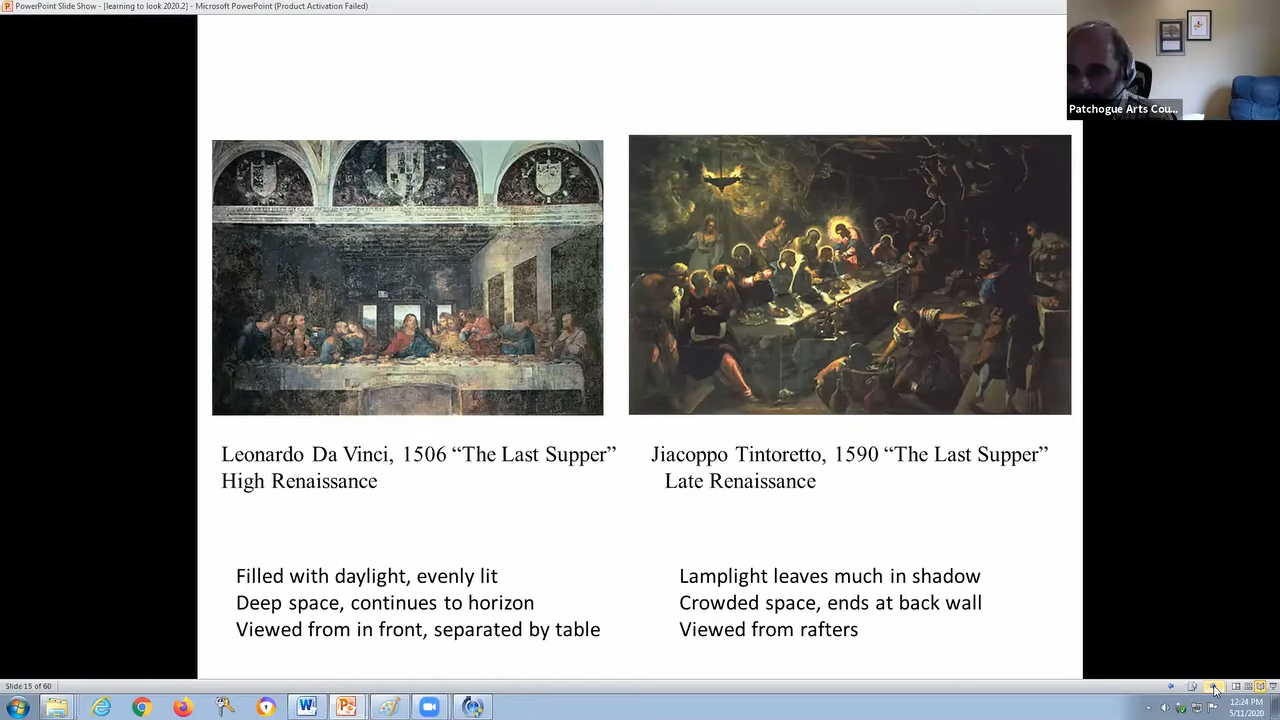 PowerPoint Slide Show - [learning to look 2020.2] - Microsoft PowerPoint (Product Activation Failed)
Patchogue Arts Cou...
Leonardo Da Vinci, 1506 “The Last Supper”
High Renaissance
Jiacoppo Tintoretto, 1590 “The Last Supper”
Late Renaissance
Filled with daylight, evenly lit
Deep space, continues to horizon
Viewed from in front, separated by table
Lamplight leaves much in shadow
Crowded space, ends at back wall
Viewed from rafters
Slide 15 of 60
12:24 PM
5/11/2020